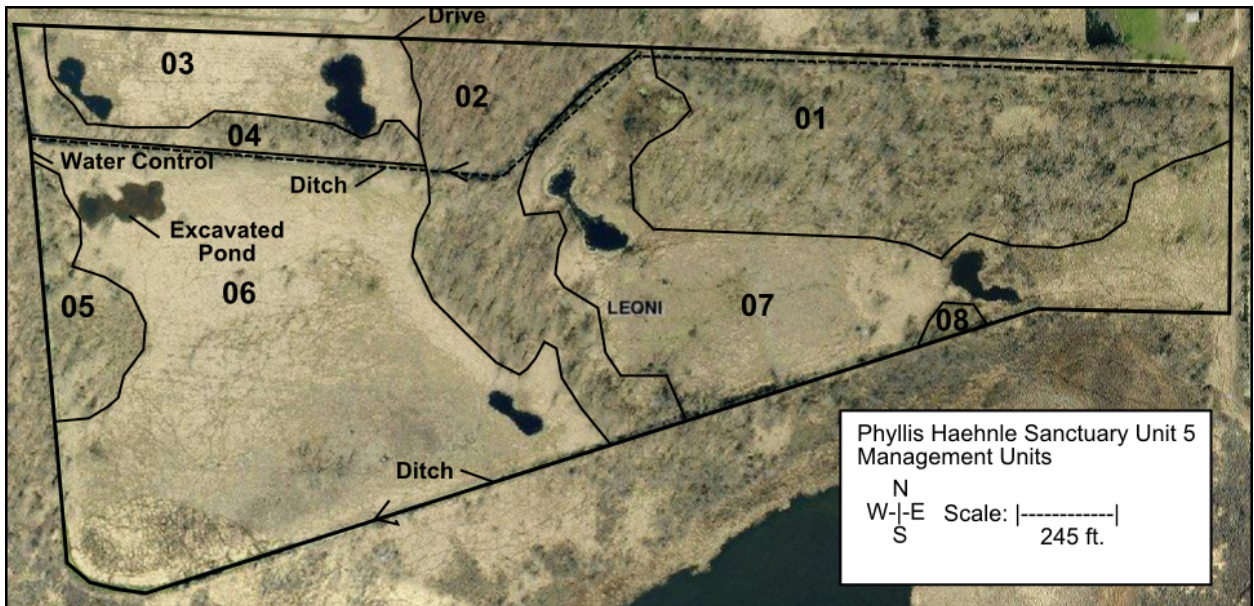 Drive
03
02
01
04
Water Control
Ditch
Excavated
Pond
05
06
LEONI
07
08
Ditch
Phyllis Haehnle Sanctuary Unit 5
Management Units
N
W-|-E Scale: |------------|
S
245 ft.